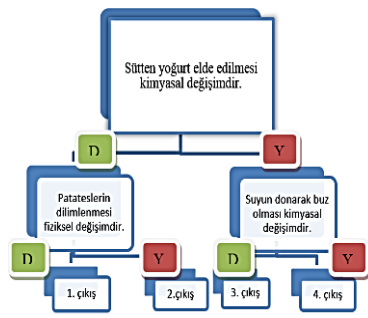 Sütten yoğurt elde edilmesi
kimyasal değişimdir.
D
Y
Patateslerin
dilimlenmesi
fiziksel değişimdir.
Suyun donarak buz
olması kimyasal
değişimdir.
D
Y
D
Y
1. çıkış
2.çıkış
3. çıkış
4. çıkış